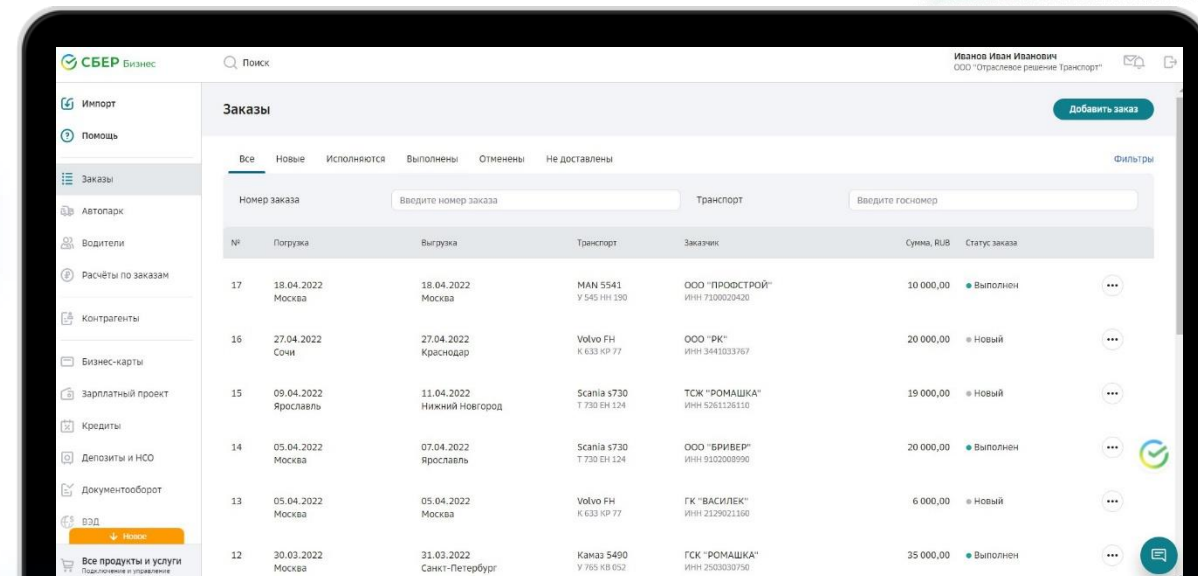 СБЕР Бизнес
Поиск
Иванов Иван Иванович
ООО "Отраслевое решение Транспорт"
Импорт
Помощь
Заказы
Автопарк
Водители
Расчёты по заказам
Контрагенты
Бизнес-карты
Зарплатный проект
Кредиты
Депозиты и НСО
Документооборот
ВЭД
Новое
Все продукты и услуги
Подключение и управление
Заказы
Добавить заказ
Все Новые Исполняются Выполнены Отменены Не доставлены Фильтры
Номер заказа Введите номер заказа Транспорт Введите госномер
№ Погрузка Выгрузка Транспорт Заказчик Сумма, RUB Статус заказа
17 18.04.2022 18.04.2022 MAN 5541 ООО "ПРОФСТРОЙ" 10 000,00 Выполнен
Москва Москва У 545 НН 190 ИНН 7100020420
16 27.04.2022 27.04.2022 Volvo FH ООО "РК" 20 000,00 Новый
Сочи Краснодар К 633 КР 77 ИНН 3441033767
15 09.04.2022 11.04.2022 Scania s730 ТСЖ "РОМАШКА" 19 000,00 Новый
Ярославль Нижний Новгород Т 730 ЕН 124 ИНН 5261126110
14 05.04.2022 07.04.2022 Scania s730 ООО "БРИВЕР" 20 000,00 Выполнен
Москва Ярославль Т 730 ЕН 124 ИНН 9102008990
13 05.04.2022 05.04.2022 Volvo FH ГК "ВАСИЛЕК" 6 000,00 Новый
Москва Москва К 633 КР 77 ИНН 2129021160
12 30.03.2022 31.03.2022 Камаз 5490 ГСК "РОМАШКА" 35 000,00 Выполнен
Москва Санкт-Петербург У 765 КВ 052 ИНН 2503030750